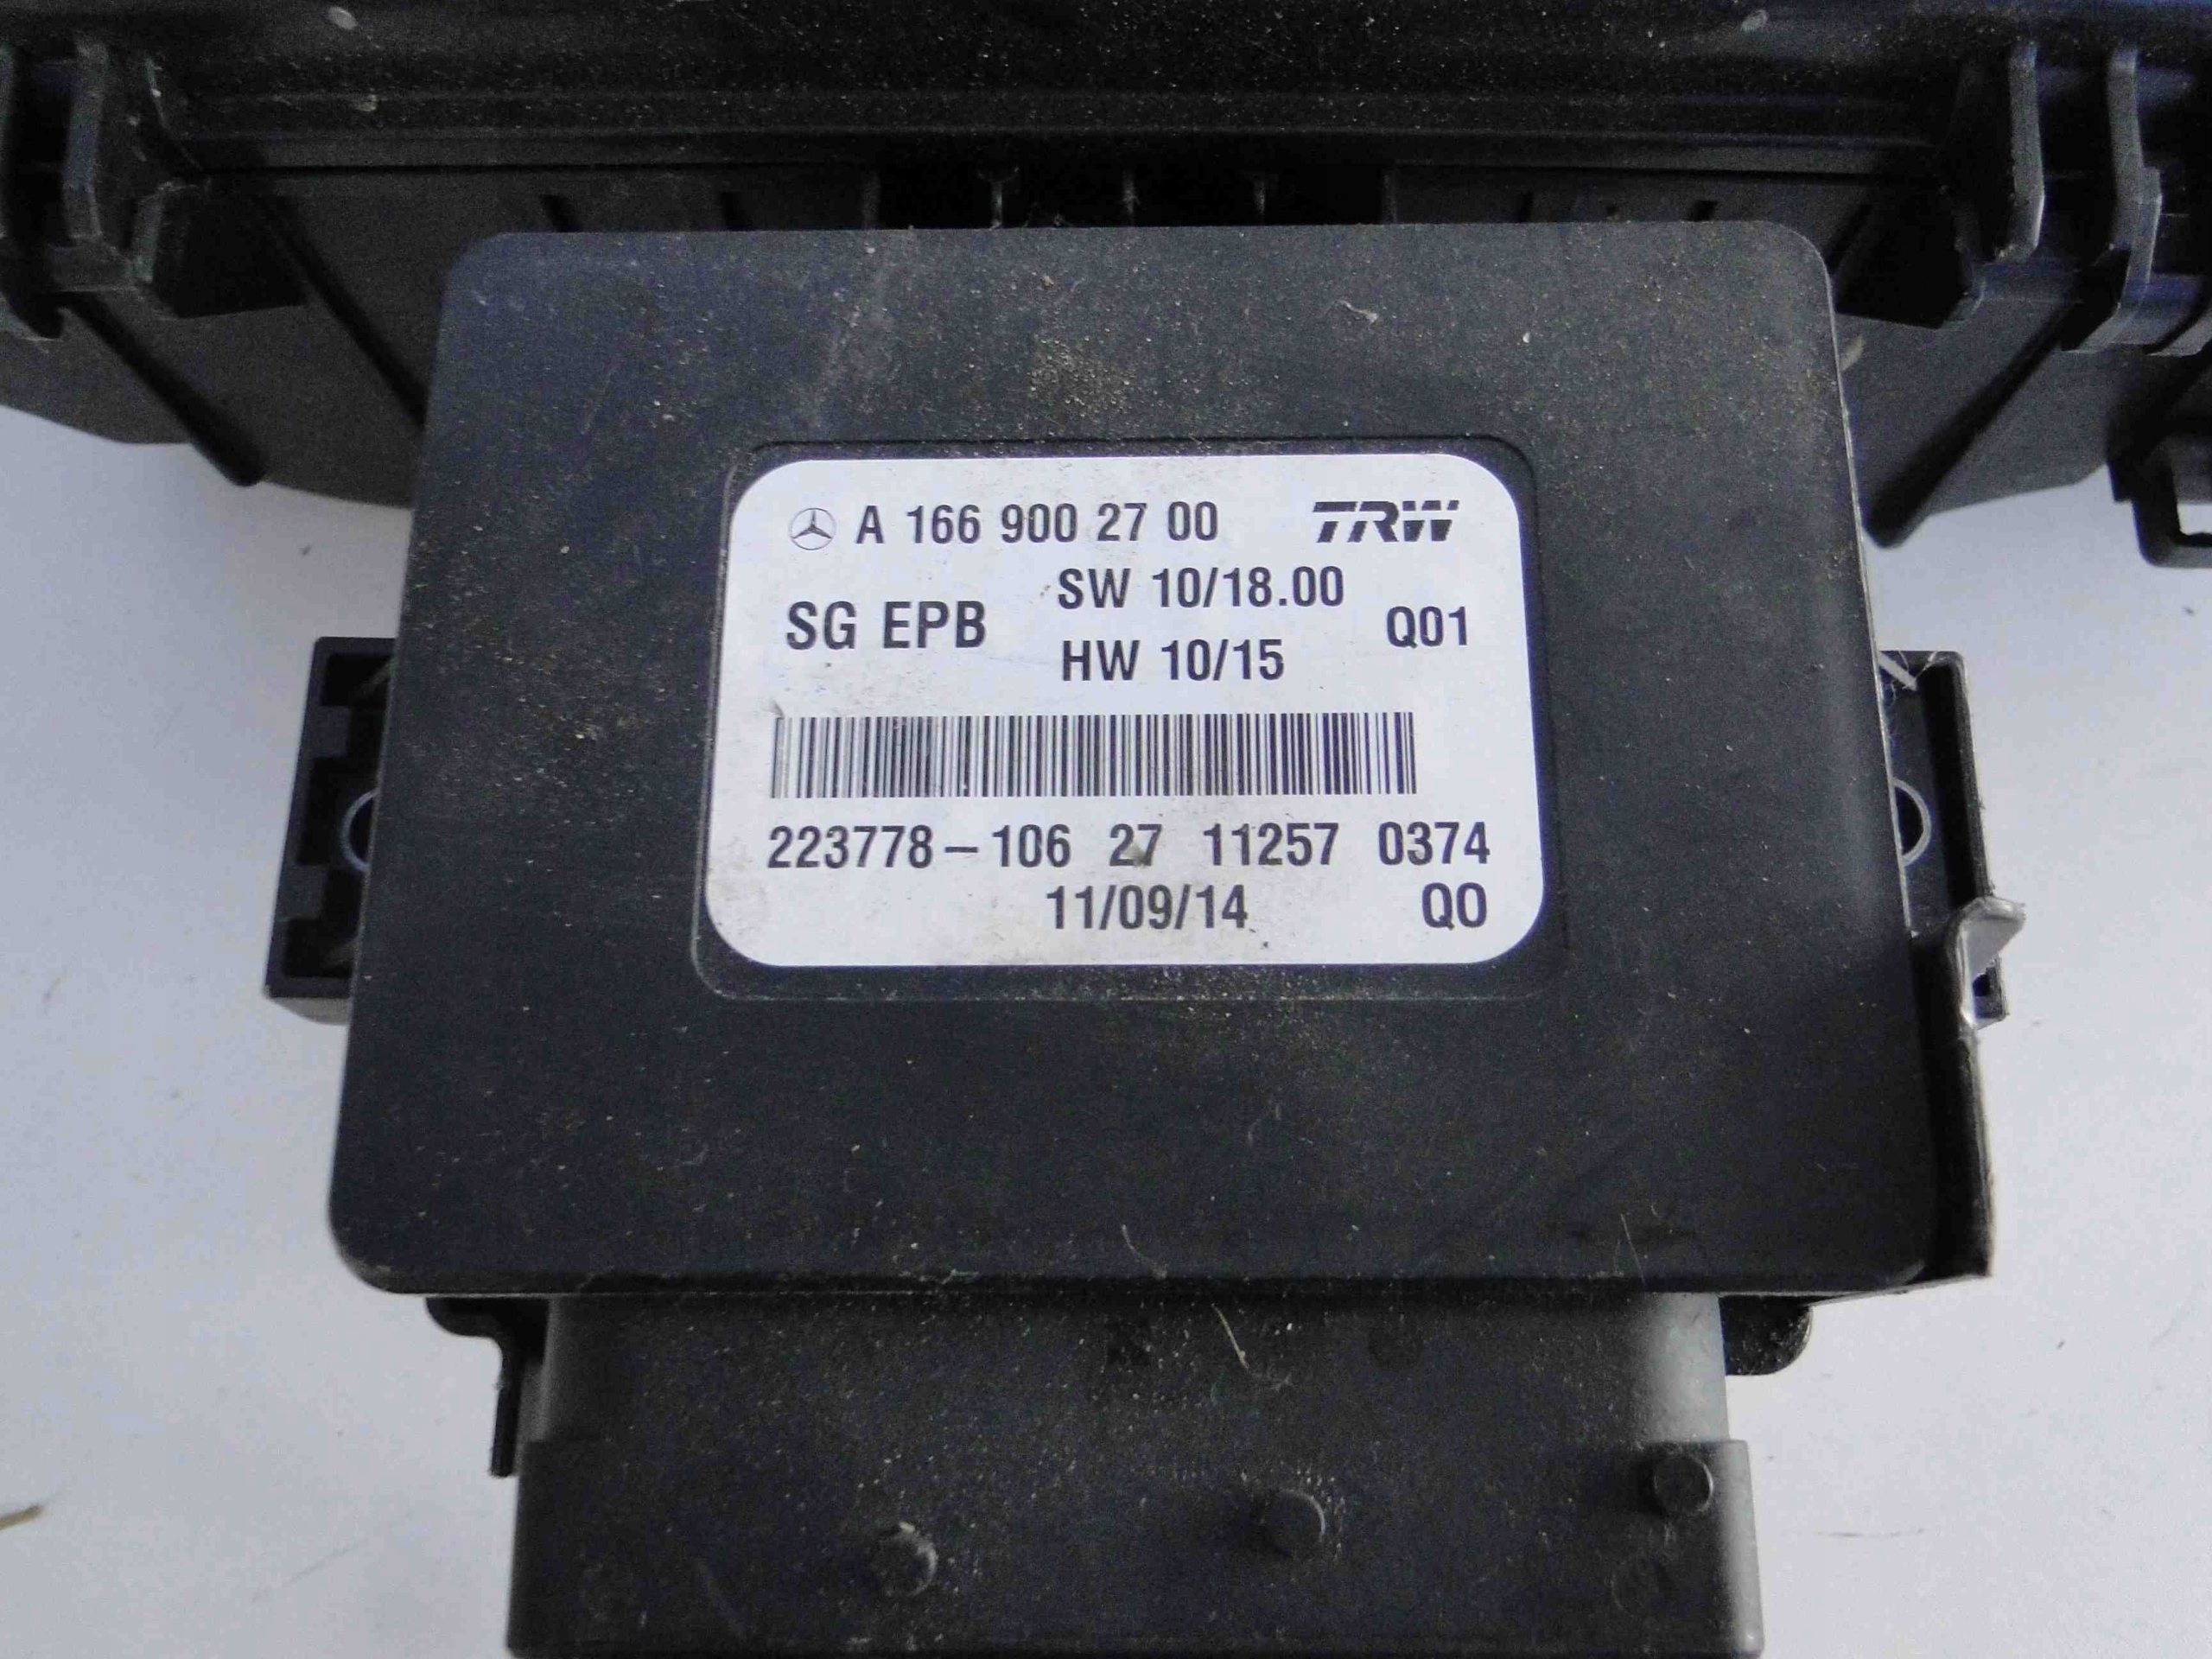 A 166 900 27 00 TRW
SW 10/18.00
SG EPB Q01
HW 10/15
223778-106 27 11257 0374
11/09/14 Q0